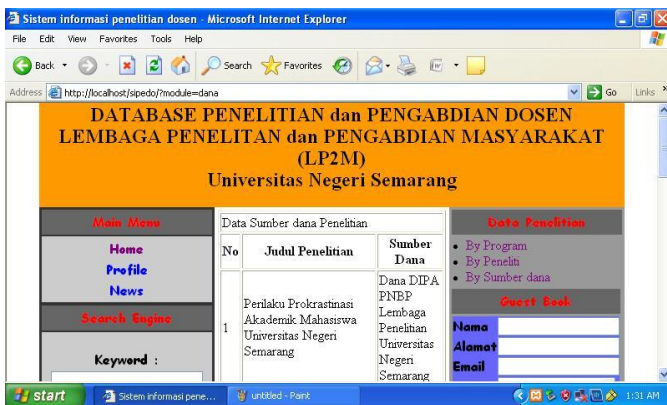 Sistem informasi penelitian dosen - Microsoft Internet Explorer
File Edit View Favorites Tools Help
Back Search Favorites
Address http://localhost/sipedo/?module=dana Go Links
DATABASE PENELITIAN dan PENGABDIAN DOSEN
LEMBAGA PENELITAN dan PENGABDIAN MASYARAKAT
(LP2M)
Universitas Negeri Semarang
Main Menu
Home
Profile
News
Search Engine
Keyword :
Data Sumber dana Penelitian
No Judul Penelitian Sumber
Dana
1
Perilaku Prokrastinasi
Akademik Mahasiswa
Universitas Negeri
Semarang
Dana DIPA
PNBP
Lembaga
Penelitian
Universitas
Negeri
Semarang
Data Penelitian
By Program
By Peneliti
By Sumber dana
Guest Book
Nama
Alamat
Email
start Sistem informasi pene... untitled - Paint 1:31 AM